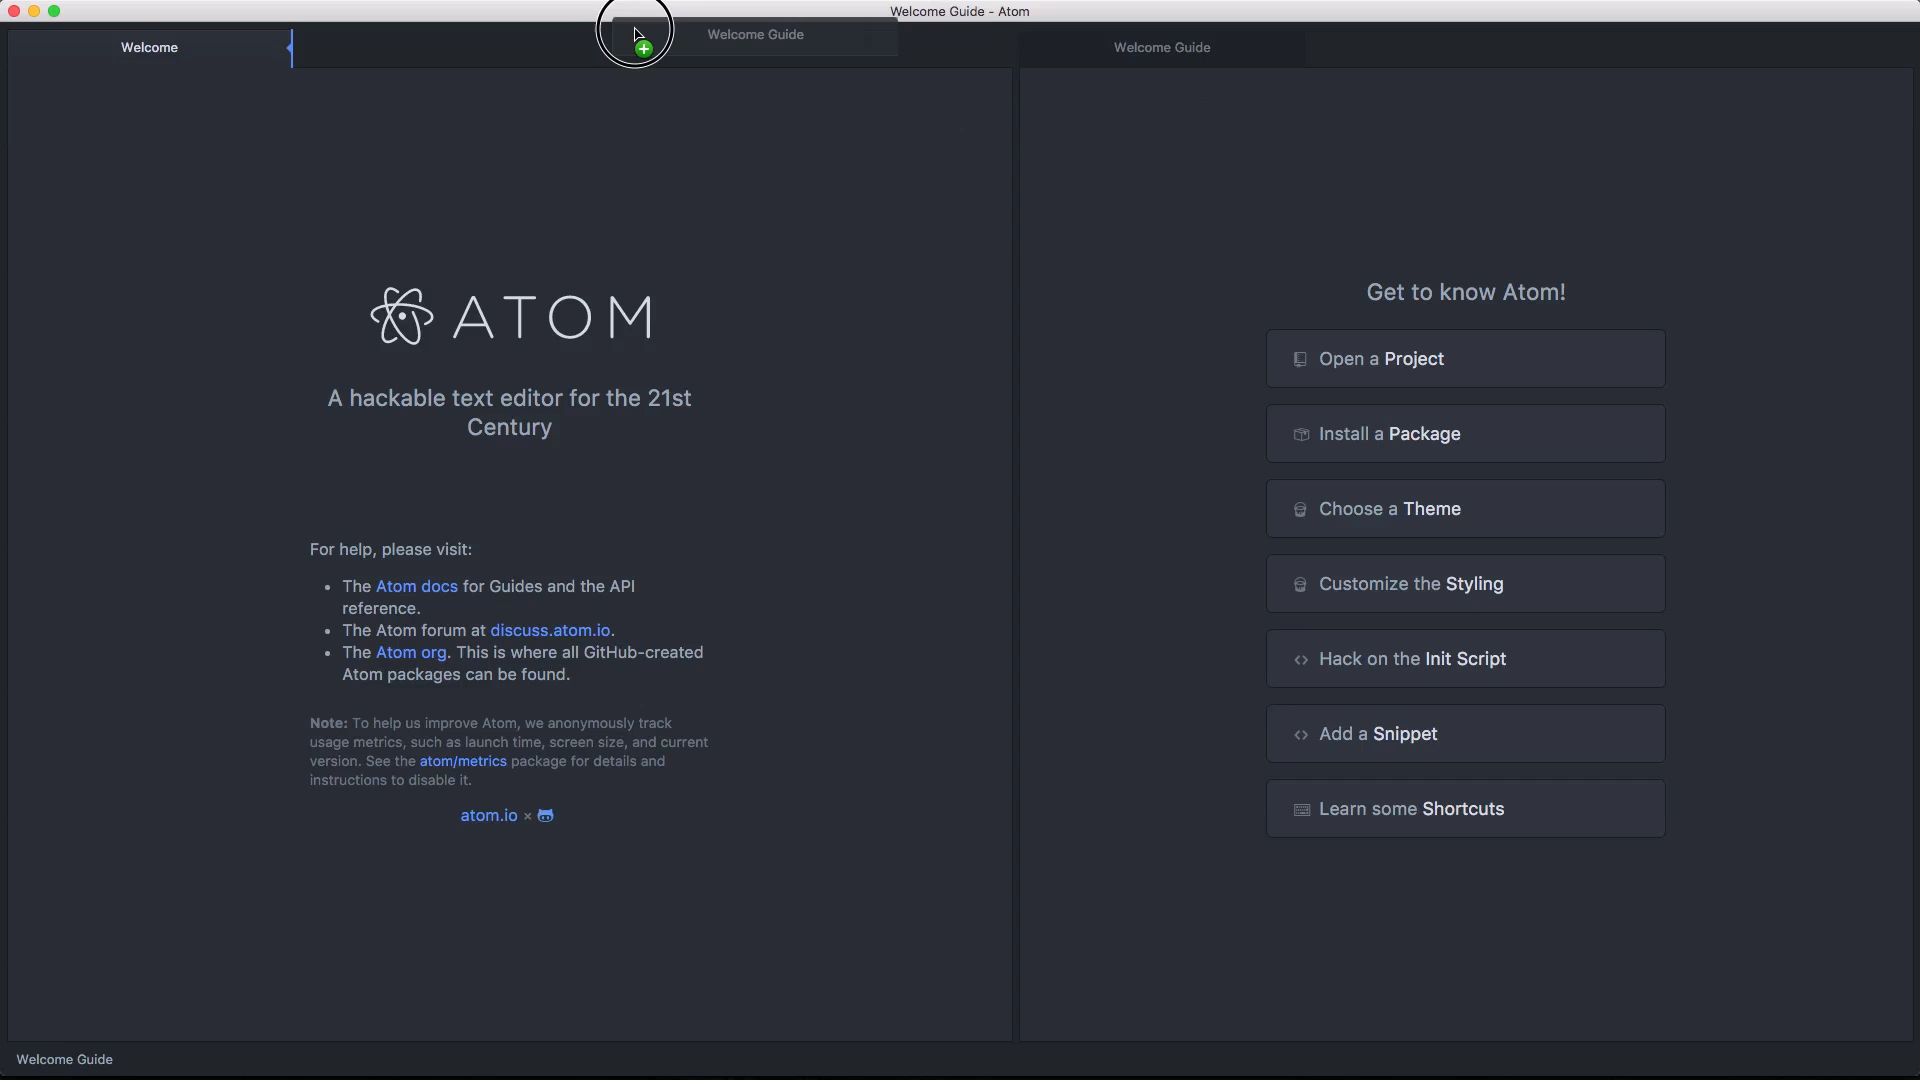 Welcome Guide - Atom
Welcome
Welcome Guide
Welcome Guide
ATOM
A hackable text editor for the 21st
Century
For help, please visit:
• The Atom docs for Guides and the API
reference.
• The Atom forum at discuss.atom.io.
• The Atom org. This is where all GitHub-created
Atom packages can be found.
Note: To help us improve Atom, we anonymously track
usage metrics, such as launch time, screen size, and current
version. See the atom/metrics package for details and
instructions to disable it.
atom.io ×
Get to know Atom!
Open a Project
Install a Package
Choose a Theme
Customize the Styling
Hack on the Init Script
Add a Snippet
Learn some Shortcuts
Welcome Guide